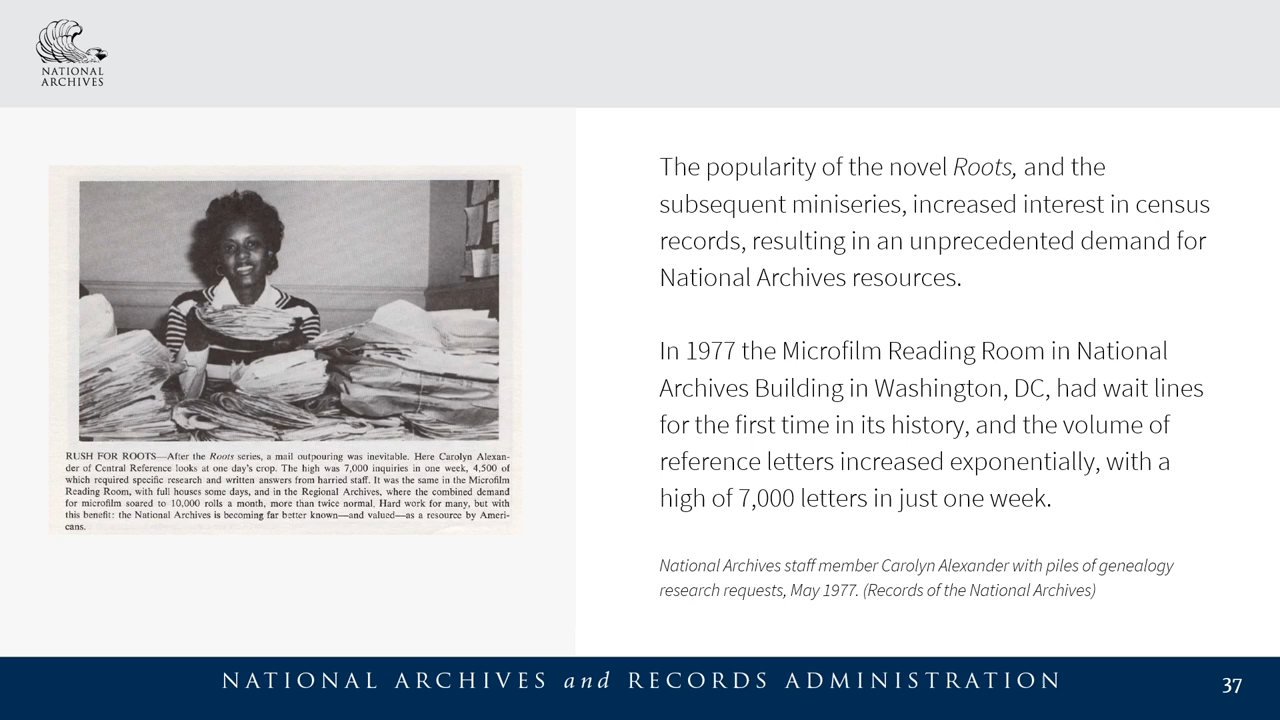 NATIONAL
ARCHIVES
RUSH FOR ROOTS—After the Roots series, a mail outpouring was inevitable. Here Carolyn Alexan-
der of Central Reference looks at one day's crop. The high was 7,000 inquiries in one week, 4,500 of
which required specific research and written answers from harried staff. It was the same in the Microfilm
Reading Room, with full houses some days, and in the Regional Archives, where the combined demand
for microfilm soared to 10,000 rolls a month, more than twice normal. Hard work for many, but with
this benefit: the National Archives is becoming far better known—and valued—as a resource by Ameri-
cans.
The popularity of the novel Roots, and the
subsequent miniseries, increased interest in census
records, resulting in an unprecedented demand for
National Archives resources.
In 1977 the Microfilm Reading Room in National
Archives Building in Washington, DC, had wait lines
for the first time in its history, and the volume of
reference letters increased exponentially, with a
high of 7,000 letters in just one week.
National Archives staff member Carolyn Alexander with piles of genealogy
research requests, May 1977. (Records of the National Archives)
NATIONAL ARCHIVES and RECORDS ADMINISTRATION
37